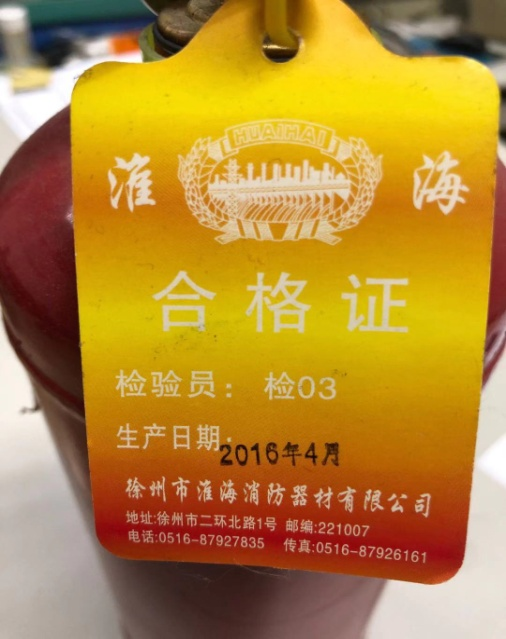 HUAIHAI
淮 海
合格证
检验员: 检03
生产日期: 2016年4月
徐州市淮海消防器材有限公司
地址:徐州市二环北路1号 邮编:221007
电话:0516-87927835 传真:0516-87926161